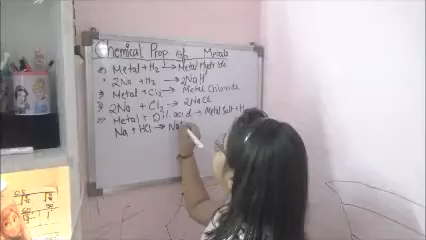 Chemical Prop of Metals
Metal + H2 → Metal Hydride
2Na + H2 → 2NaH
Metal + Cl2 → Metal Chloride
2Na + Cl2 → 2NaCl
Metal + Dil. acid → Metal Salt + H
Na + HCl → Na